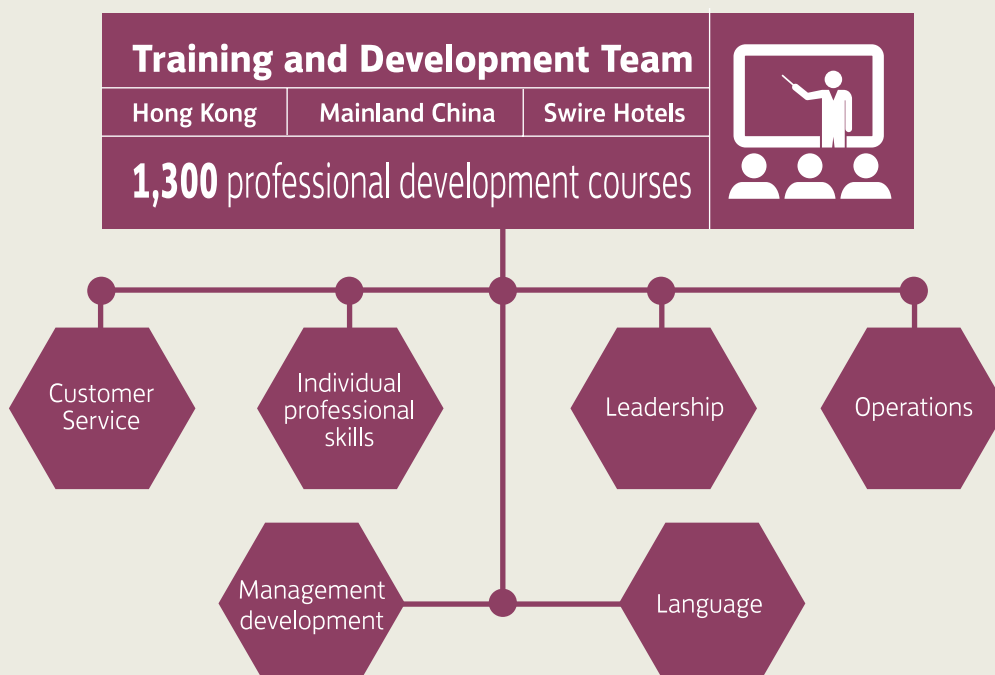 Training and Development Team
Hong Kong
Mainland China
Swire Hotels
1,300 professional development courses
Customer
Service
Individual
professional
skills
Leadership
Operations
Management
development
Language